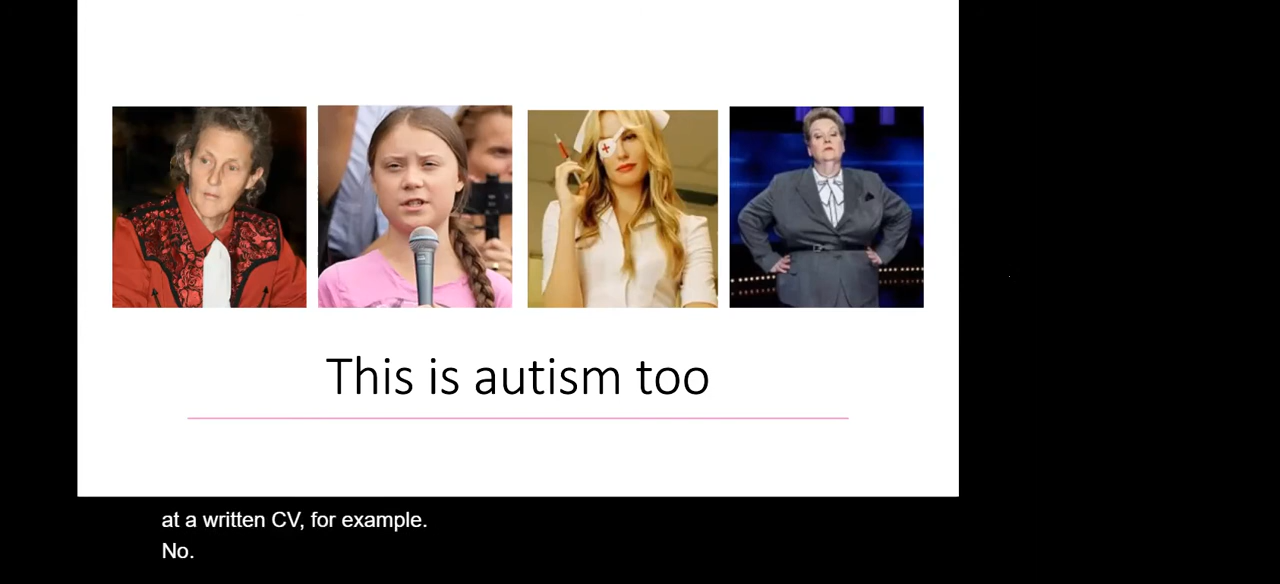 This is autism too
at a written CV, for example.
No.